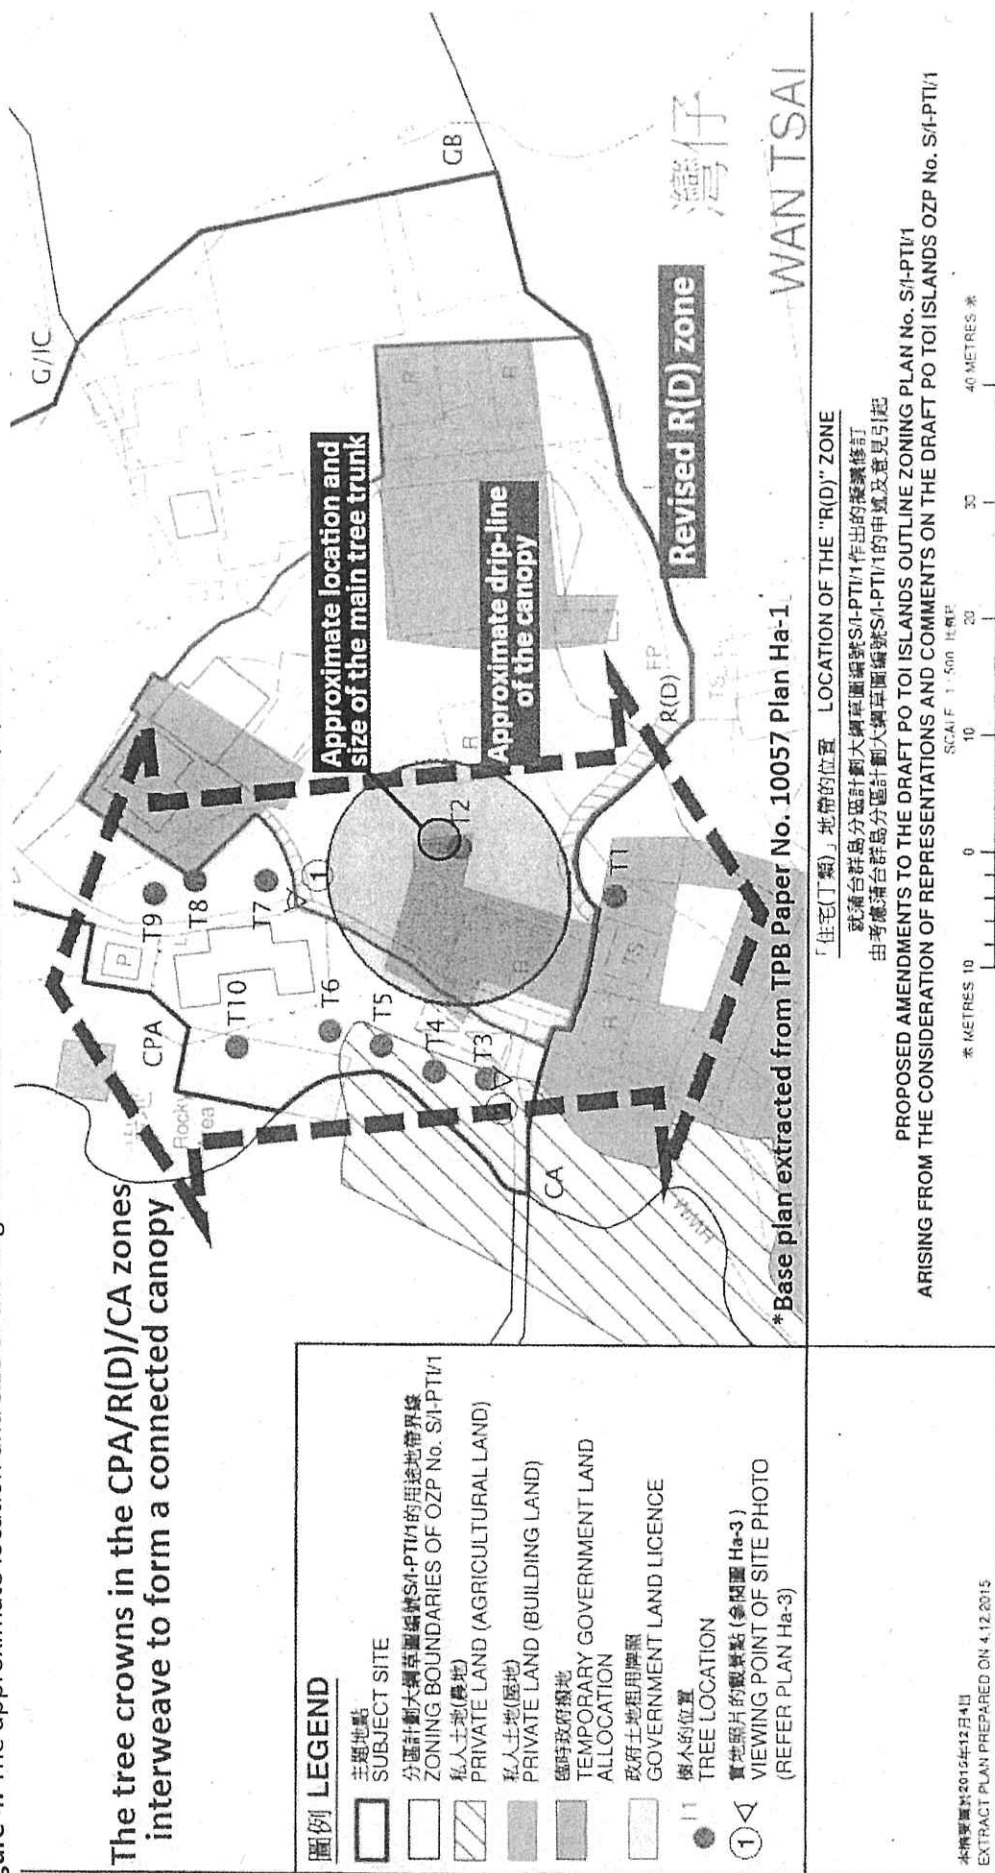 The tree crowns in the CPA/R(D)/CA zones
interweave to form a connected canopy
G/IC
GB
CPA
CA
R(D)
FP
Rocky
T9
T8
T7
T10
T6
T5
T4
T3
T2
T1
1
P
R
R
R
R
R
TS
Approximate location and
size of the main tree trunk
Approximate drip-line
of the canopy
Revised R(D) zone
灣仔
WAN TSAI
*Base plan extracted from TPB Paper No. 10057 Plan Ha-1
圖例 LEGEND
主題地點
SUBJECT SITE
分區計劃大綱草圖編號S/I-PTI/1的用途地帶界線
ZONING BOUNDARIES OF OZP No. S/I-PTI/1
私人土地(農地)
PRIVATE LAND (AGRICULTURAL LAND)
私人土地(屋地)
PRIVATE LAND (BUILDING LAND)
臨時政府撥地
TEMPORARY GOVERNMENT LAND
ALLOCATION
政府土地租用牌照
GOVERNMENT LAND LICENCE
T1
樹木的位置
TREE LOCATION
1
實地照片的觀景點 (參閱圖 Ha-3 )
VIEWING POINT OF SITE PHOTO
(REFER PLAN Ha-3)
「住宅(丁類)」地帶的位置 LOCATION OF THE "R(D)" ZONE
就蒲台群島分區計劃大綱草圖編號S/I-PTI/1作出的擬議修訂
由考慮蒲台群島分區計劃大綱草圖編號S/I-PTI/1的申述及意見引起
PROPOSED AMENDMENTS TO THE DRAFT PO TOI ISLANDS OUTLINE ZONING PLAN No. S/I-PTI/1
ARISING FROM THE CONSIDERATION OF REPRESENTATIONS AND COMMENTS ON THE DRAFT PO TOI ISLANDS OZP No. S/I-PTI/1
SCALE 1 : 500 比例尺
米 METRES 10 0 10 20 30 40 METRES 米
本摘要圖於2015年12月4日
EXTRACT PLAN PREPARED ON 4.12.2015